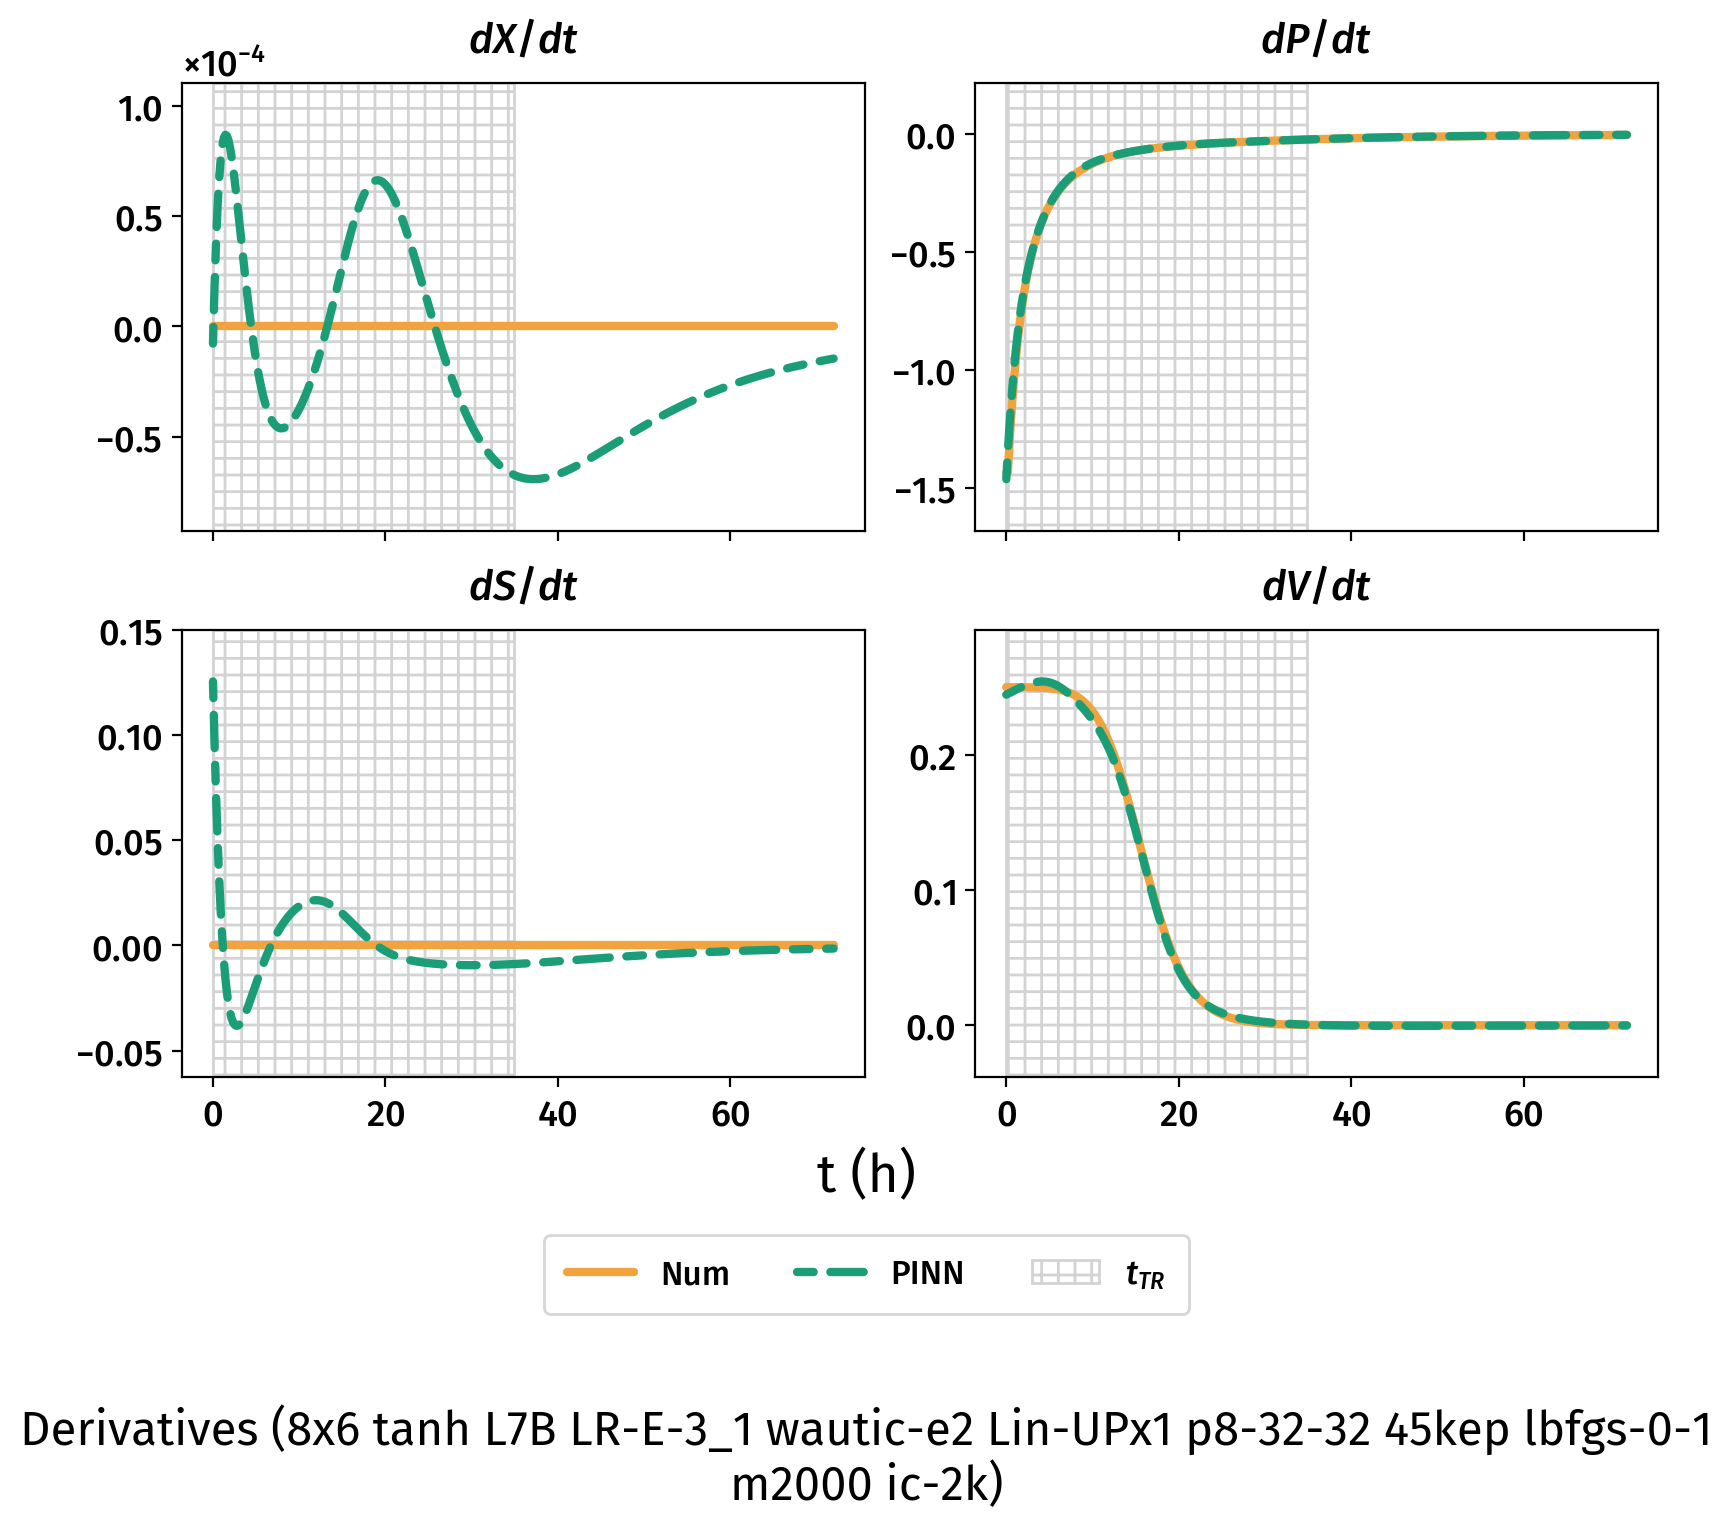 dX/dt
×10⁻⁴
1.0
0.5
0.0
−0.5
dP/dt
0.0
−0.5
−1.0
−1.5
dS/dt
0.15
0.10
0.05
0.00
−0.05
0 20 40 60
dV/dt
0.2
0.1
0.0
0 20 40 60
t (h)
Num PINN t_TR
Derivatives (8x6 tanh L7B LR-E-3_1 wautic-e2 Lin-UPx1 p8-32-32 45kep lbfgs-0-1
m2000 ic-2k)